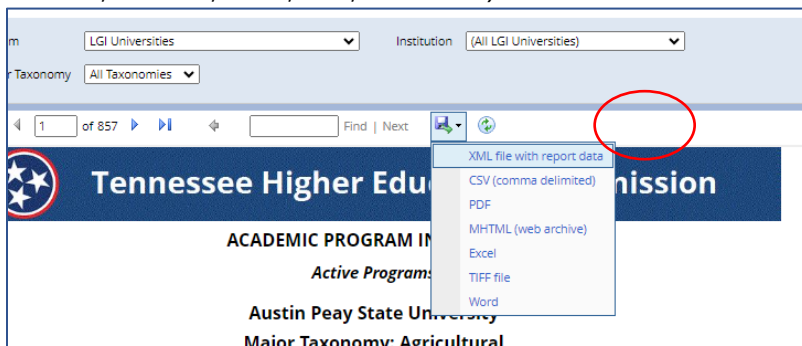 m LGI Universities Institution (All LGI Universities)
r Taxonomy All Taxonomies
1 of 857 Find | Next
XML file with report data
Tennessee Higher Edu nission
CSV (comma delimited)
PDF
MHTML (web archive)
ACADEMIC PROGRAM IN
Excel
Active Programs
TIFF file
Word
Austin Peay State University
Major Taxonomy: Agricultural